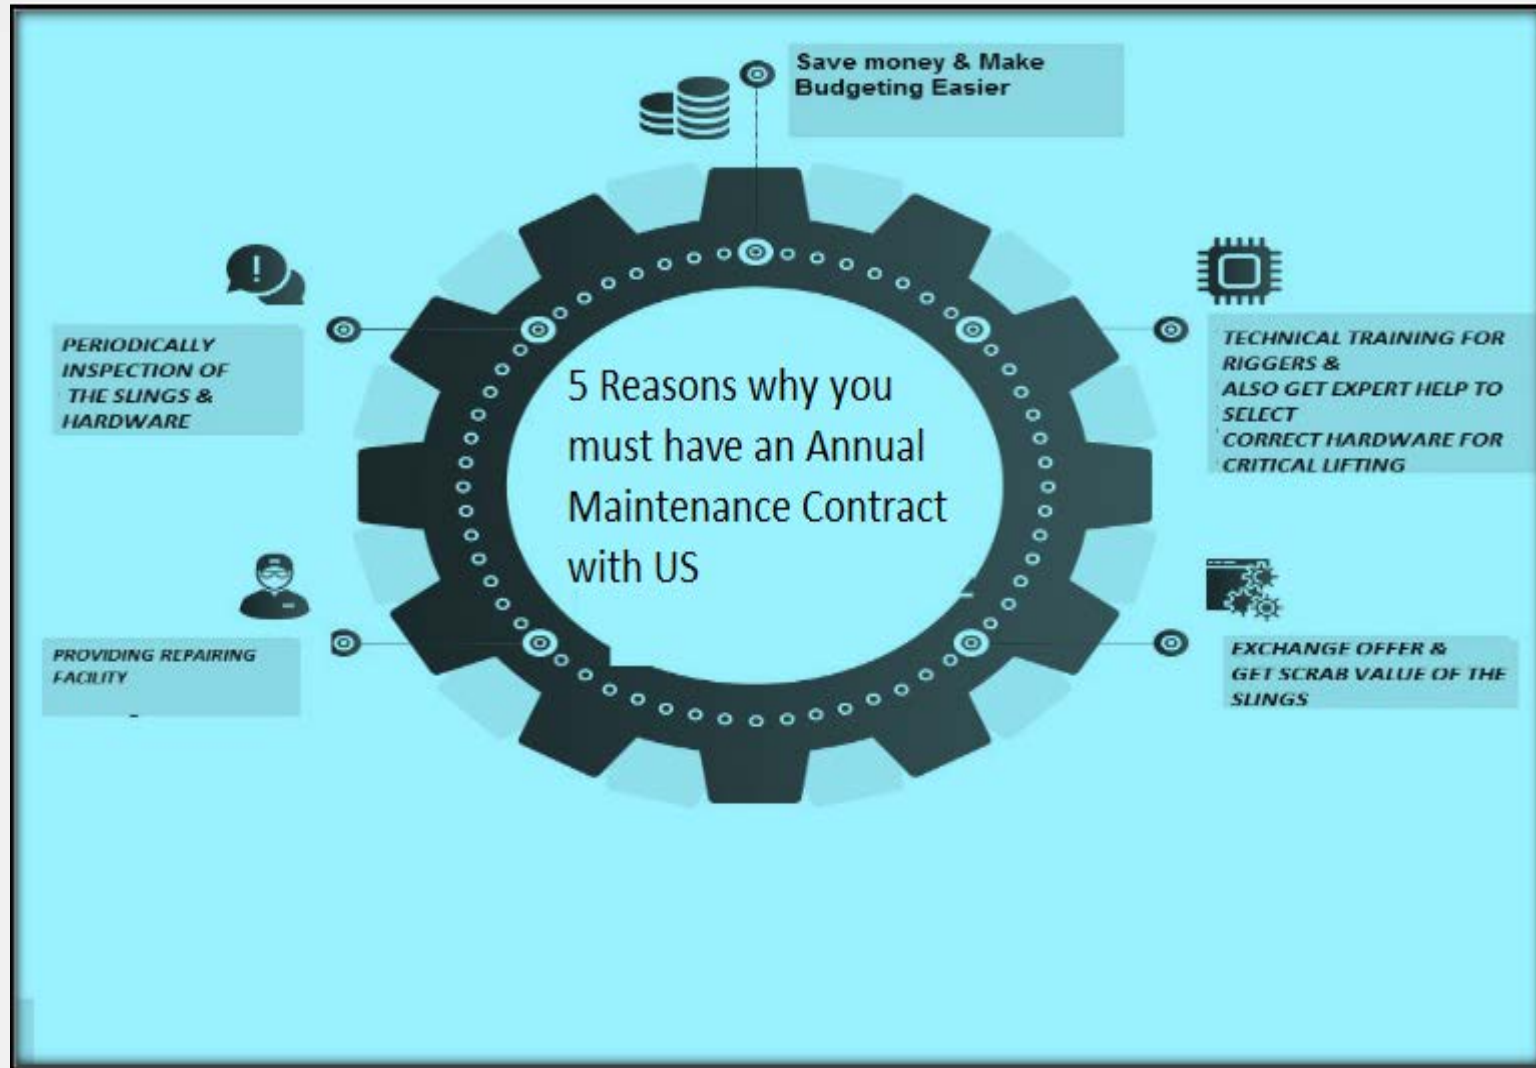 Save money & Make
Budgeting Easier
PERIODICALLY
INSPECTION OF
THE SLINGS &
HARDWARE
TECHNICAL TRAINING FOR
RIGGERS &
ALSO GET EXPERT HELP TO
SELECT
CORRECT HARDWARE FOR
CRITICAL LIFTING
5 Reasons why you
must have an Annual
Maintenance Contract
with US
PROVIDING REPAIRING
FACILITY
EXCHANGE OFFER &
GET SCRAB VALUE OF THE
SLINGS